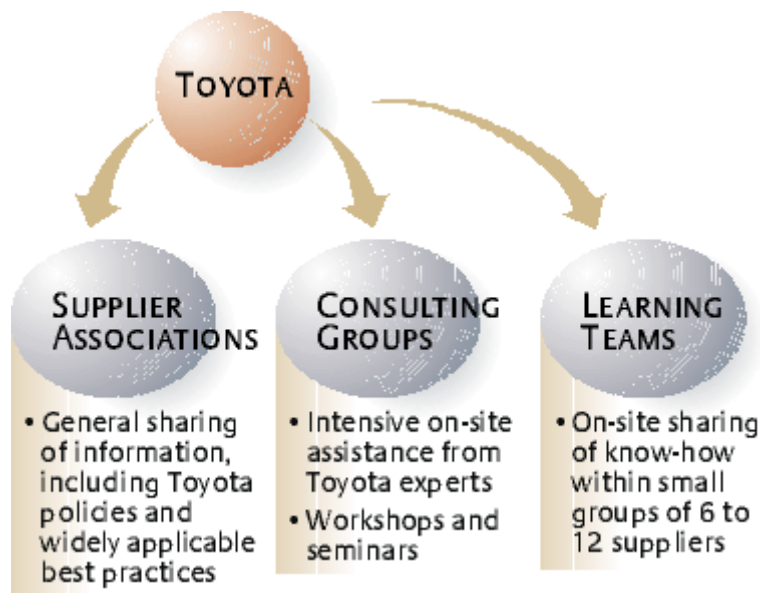 TOYOTA
SUPPLIER
ASSOCIATIONS
• General sharing
of information,
including Toyota
policies and
widely applicable
best practices
CONSULTING
GROUPS
• Intensive on-site
assistance from
Toyota experts
• Workshops and
seminars
LEARNING
TEAMS
• On-site sharing
of know-how
within small
groups of 6 to
12 suppliers